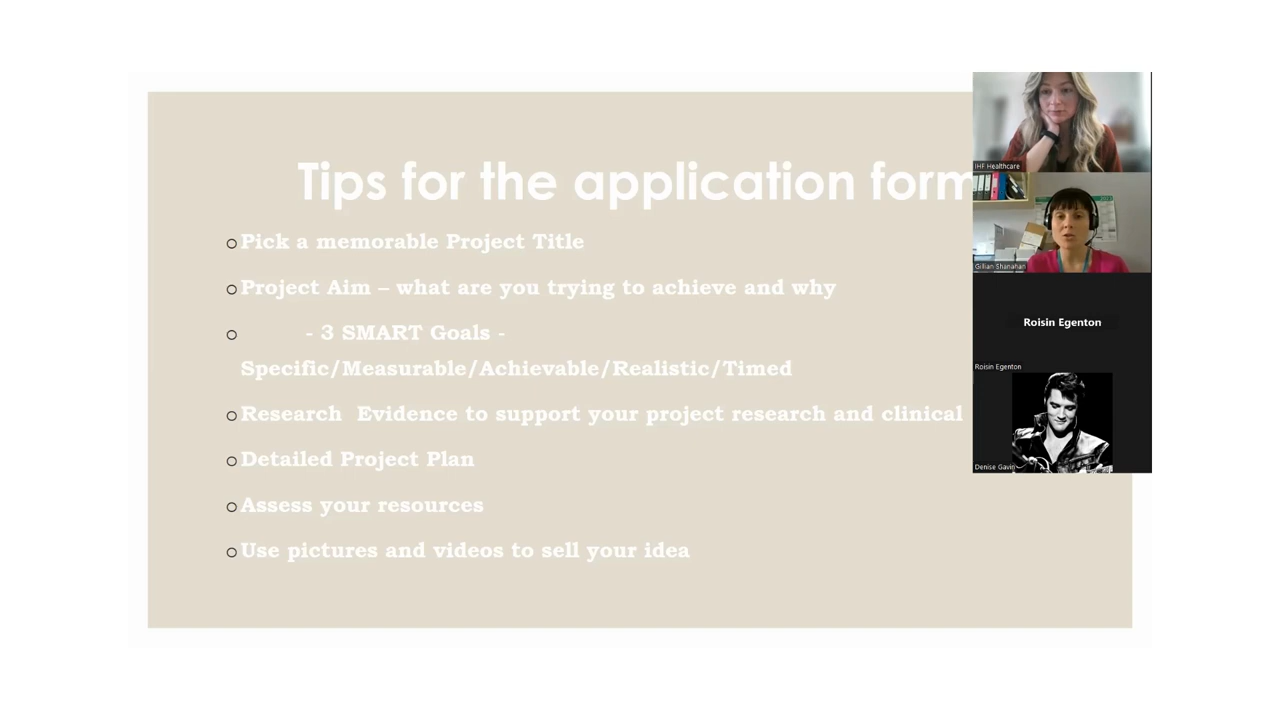 Tips for the application form
Pick a memorable Project Title
Project Aim – what are you trying to achieve and why
- 3 SMART Goals -
Specific/Measurable/Achievable/Realistic/Timed
Research  Evidence to support your project research and clinical
Detailed Project Plan
Assess your resources
Use pictures and videos to sell your idea
IHF Healthcare
Gillian Shanahan
Roisin Egenton
Roisin Egenton
Denise Gavin